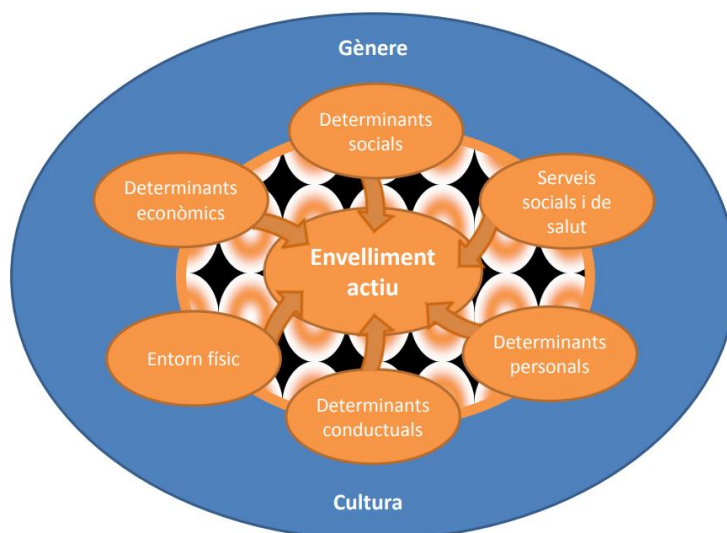 Gènere
Determinants
socials
Determinants
econòmics
Serveis
socials i de
salut
Envelliment
actiu
Entorn físic
Determinants
personals
Determinants
conductuals
Cultura